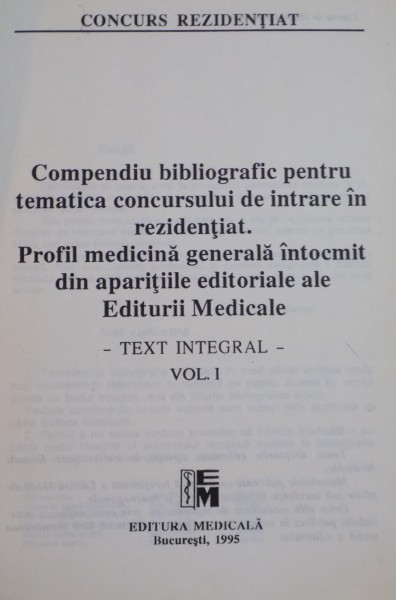 CONCURS REZIDENŢIAT
Compendiu bibliografic pentru
tematica concursului de intrare în
rezidenţiat.
Profil medicină generală întocmit
din apariţiile editoriale ale
Editurii Medicale
- TEXT INTEGRAL -
VOL. I
EM
EDITURA MEDICALĂ
Bucureşti, 1995